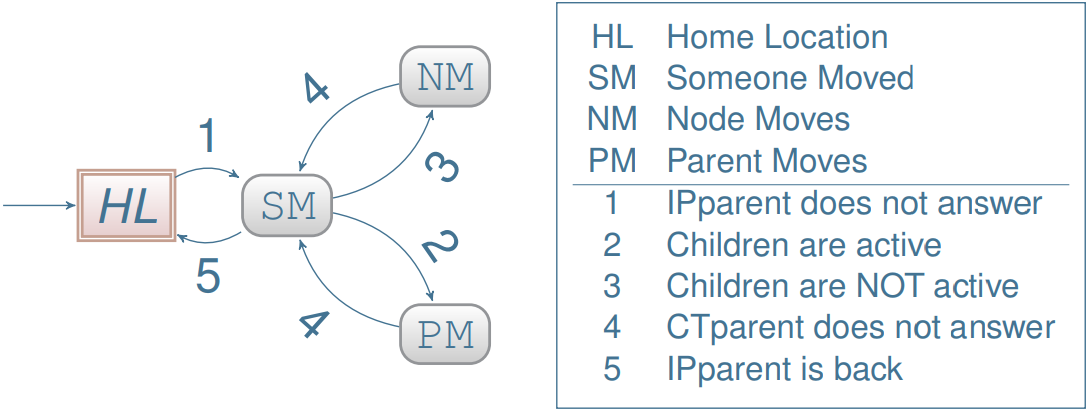 HL
SM
NM
PM
1
5
4
3
2
4
HL Home Location
SM Someone Moved
NM Node Moves
PM Parent Moves
1 IPparent does not answer
2 Children are active
3 Children are NOT active
4 CTparent does not answer
5 IPparent is back